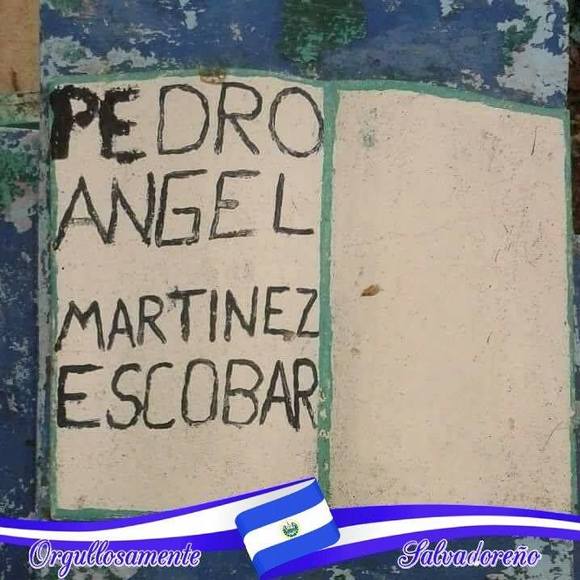 PEDRO
ANGEL
MARTINEZ
ESCOBAR
Orgullosamente Salvadoreño